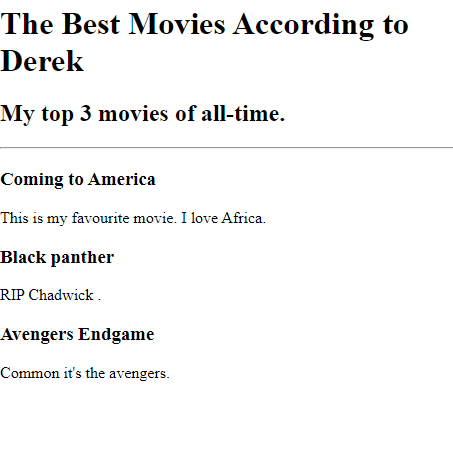 The Best Movies According to
Derek
My top 3 movies of all-time.
Coming to America
This is my favourite movie. I love Africa.
Black panther
RIP Chadwick .
Avengers Endgame
Common it's the avengers.